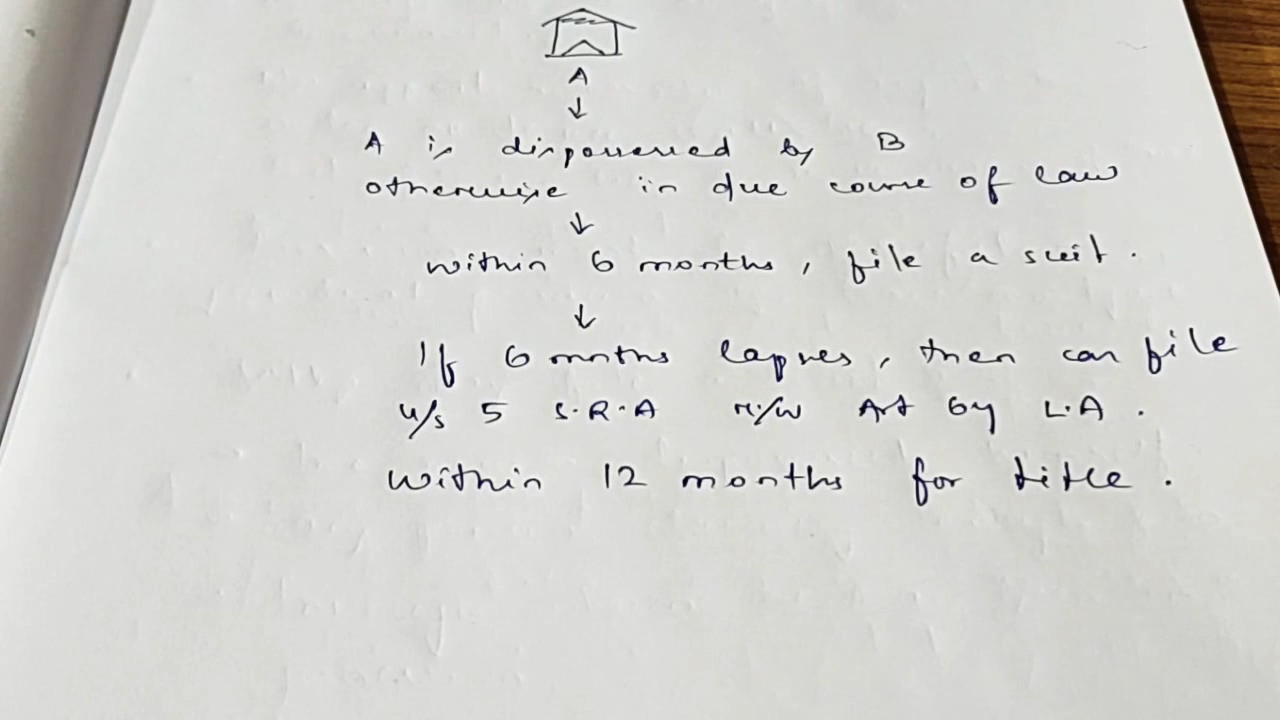 A
↓
A is dispossessed by B
otherwise in due course of law
↓
within 6 months, file a suit.
↓
If 6 months lapses, then can file
u/s 5 S.R.A r/w Art 64 L.A.
within 12 months for title.